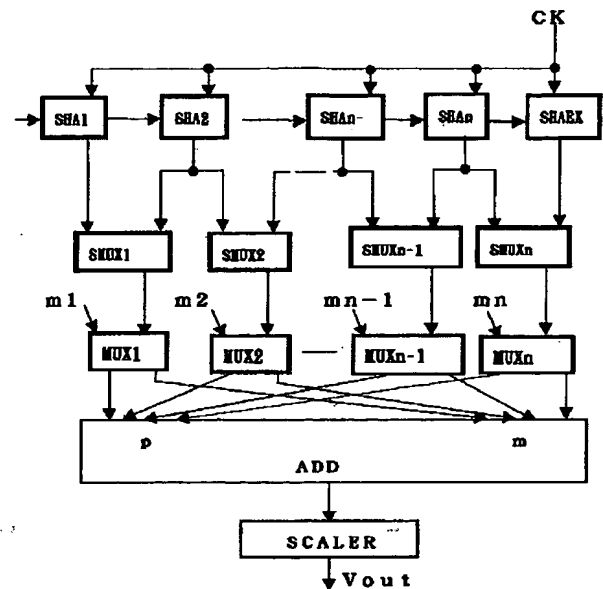 CK
SHA1 SHA2 SHAn- SHAn SHAEX
SMUX1 SMUX2 SMUXn-1 SMUXn
m1 m2 mn-1 mn
MUX1 MUX2 MUXn-1 MUXn
p m
ADD
SCALER
Vout